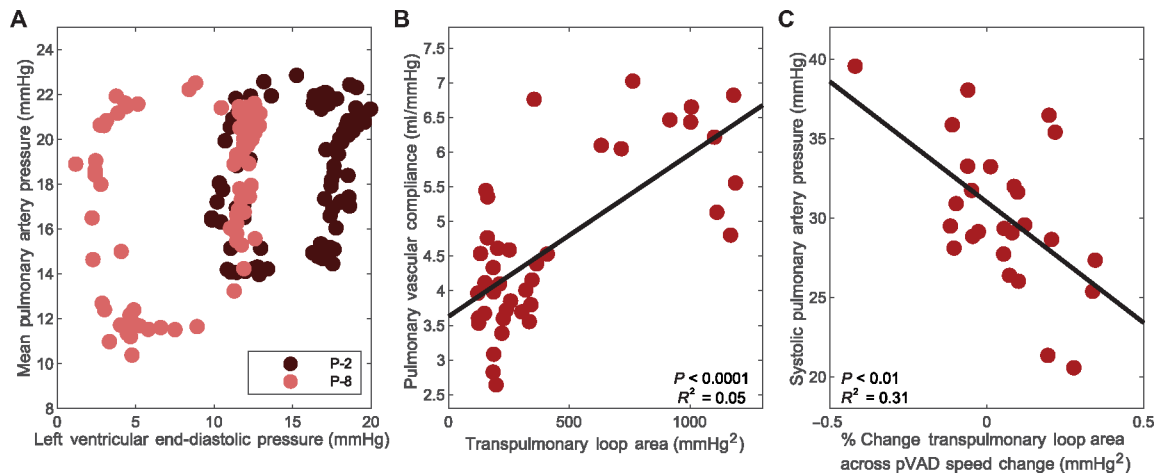 A
Mean pulmonary artery pressure (mmHg)
24
22
20
18
16
14
12
10
8
0
5
10
15
20
Left ventricular end-diastolic pressure (mmHg)
P-2
P-8
B
Pulmonary vascular compliance (ml/mmHg)
7.5
7
6.5
6
5.5
5
4.5
4
3.5
3
2.5
0
500
1000
Transpulmonary loop area (mmHg²)
P < 0.0001
R² = 0.05
C
Systolic pulmonary artery pressure (mmHg)
40
35
30
25
20
−0.5
0
0.5
% Change transpulmonary loop area
across pVAD speed change (mmHg²)
P < 0.01
R² = 0.31